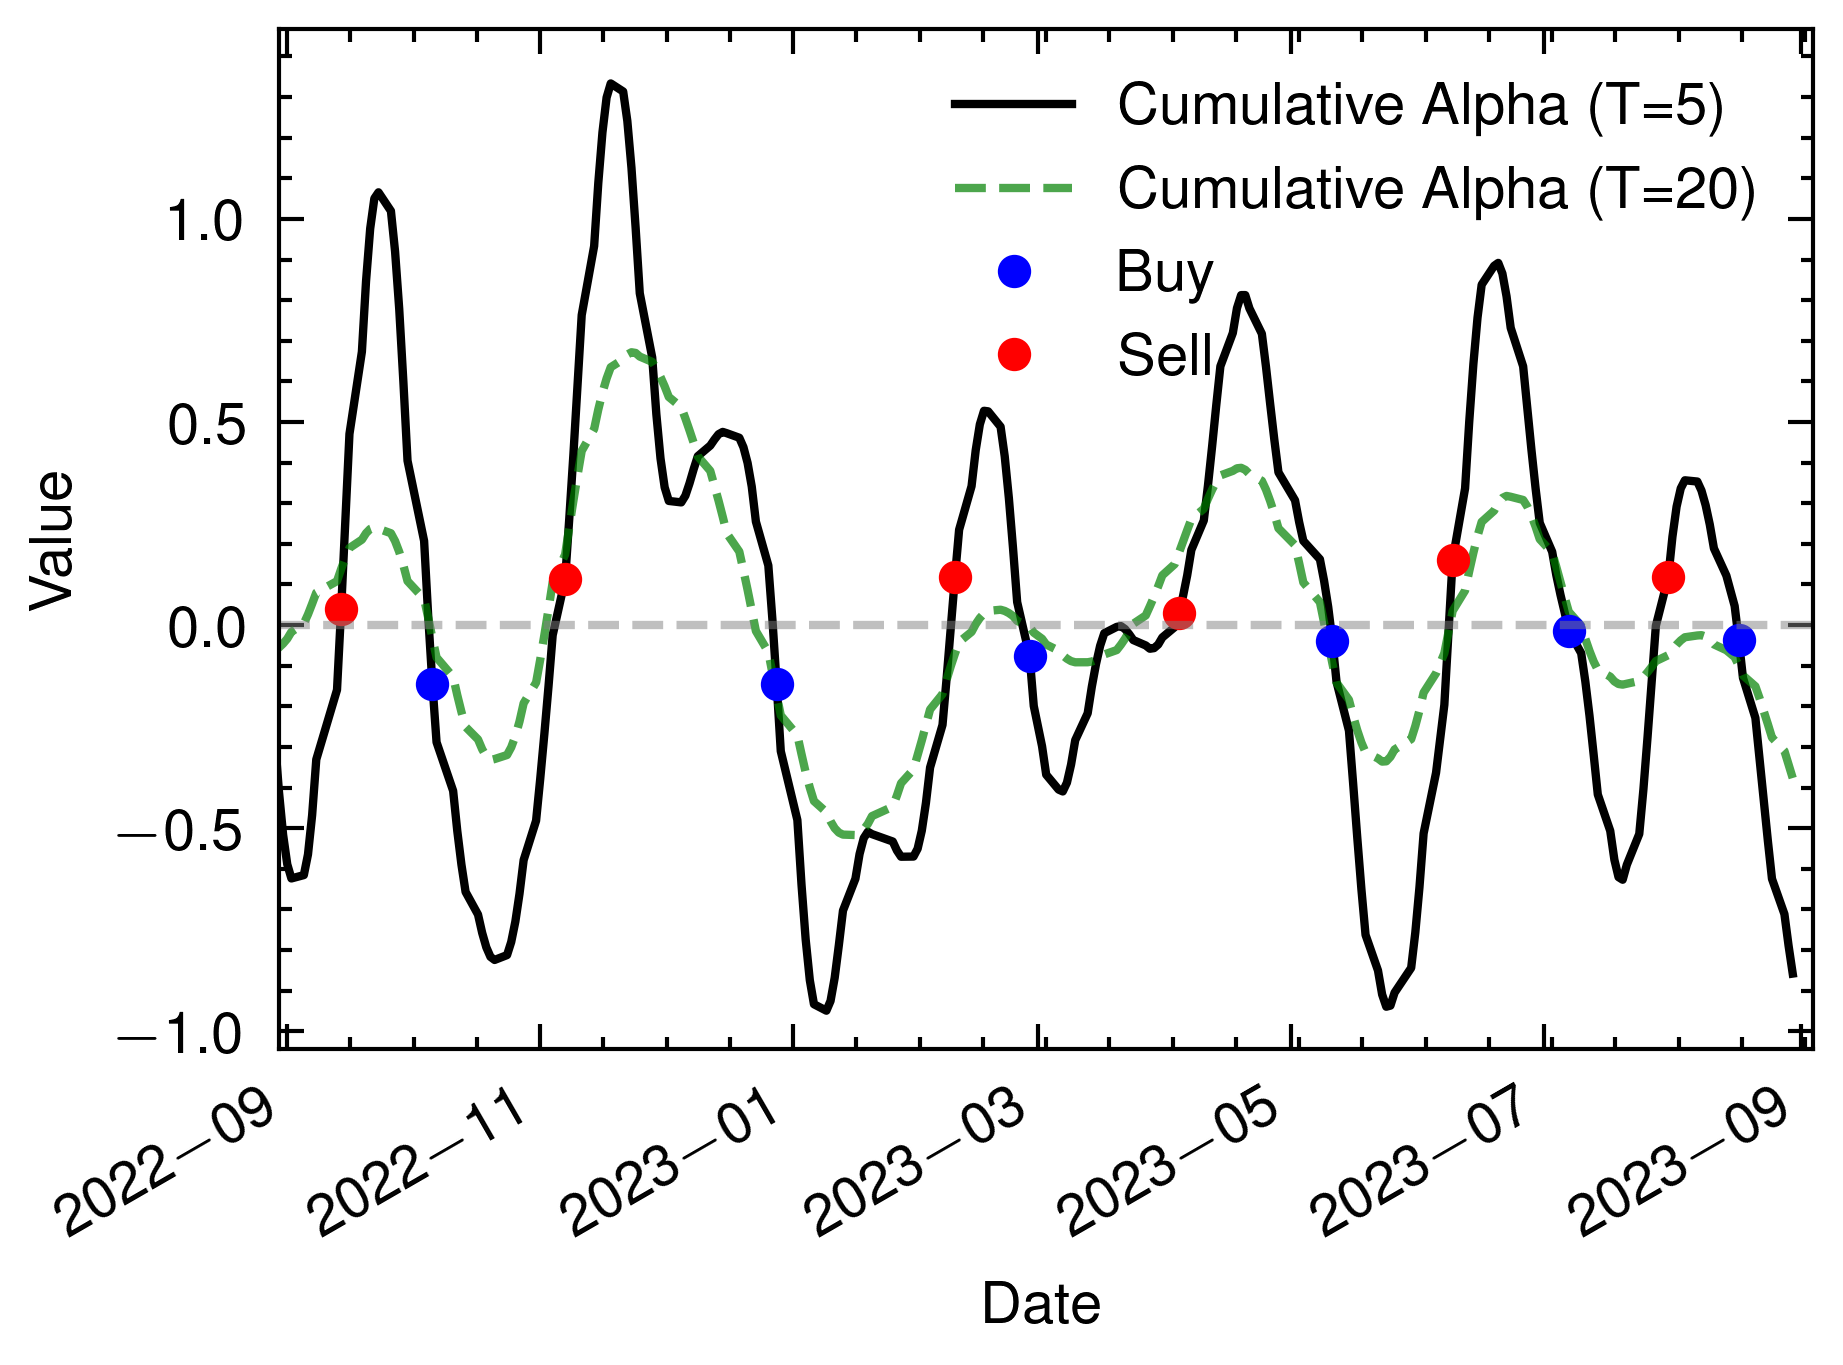 Cumulative Alpha (T=5)
Cumulative Alpha (T=20)
Buy
Sell
Value
1.0
0.5
0.0
−0.5
−1.0
2022−09
2022−11
2023−01
2023−03
2023−05
2023−07
2023−09
Date